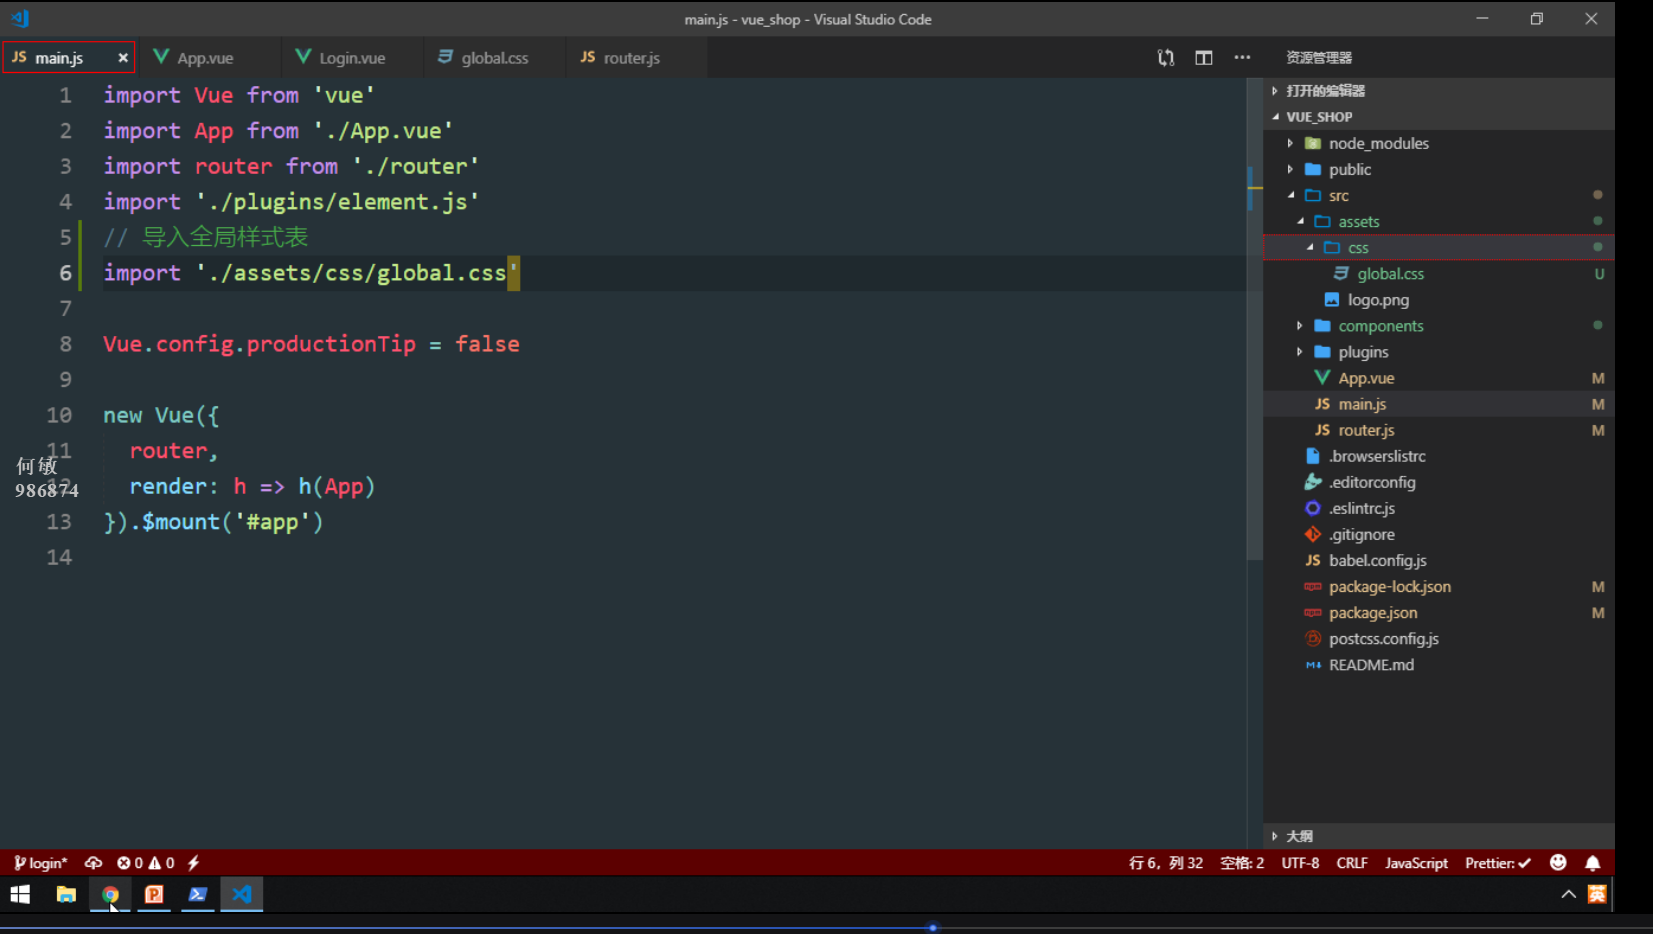 main.js - vue_shop - Visual Studio Code
JS main.js × App.vue Login.vue global.css JS router.js
资源管理器
打开的编辑器
VUE_SHOP
node_modules
public
src
assets
css
global.css U
logo.png
components
plugins
App.vue M
JS main.js M
JS router.js M
.browserslistrc
.editorconfig
.eslintrc.js
.gitignore
JS babel.config.js
package-lock.json M
package.json M
postcss.config.js
M↓ README.md
大纲
1 import Vue from 'vue'
2 import App from './App.vue'
3 import router from './router'
4 import './plugins/element.js'
5 // 导入全局样式表
6 import './assets/css/global.css'
7
8 Vue.config.productionTip = false
9
10 new Vue({
11   router,
12   render: h => h(App)
13 }).$mount('#app')
14
何敏
986874
login* 0 0 行 6，列 32 空格: 2 UTF-8 CRLF JavaScript Prettier: ✓
英